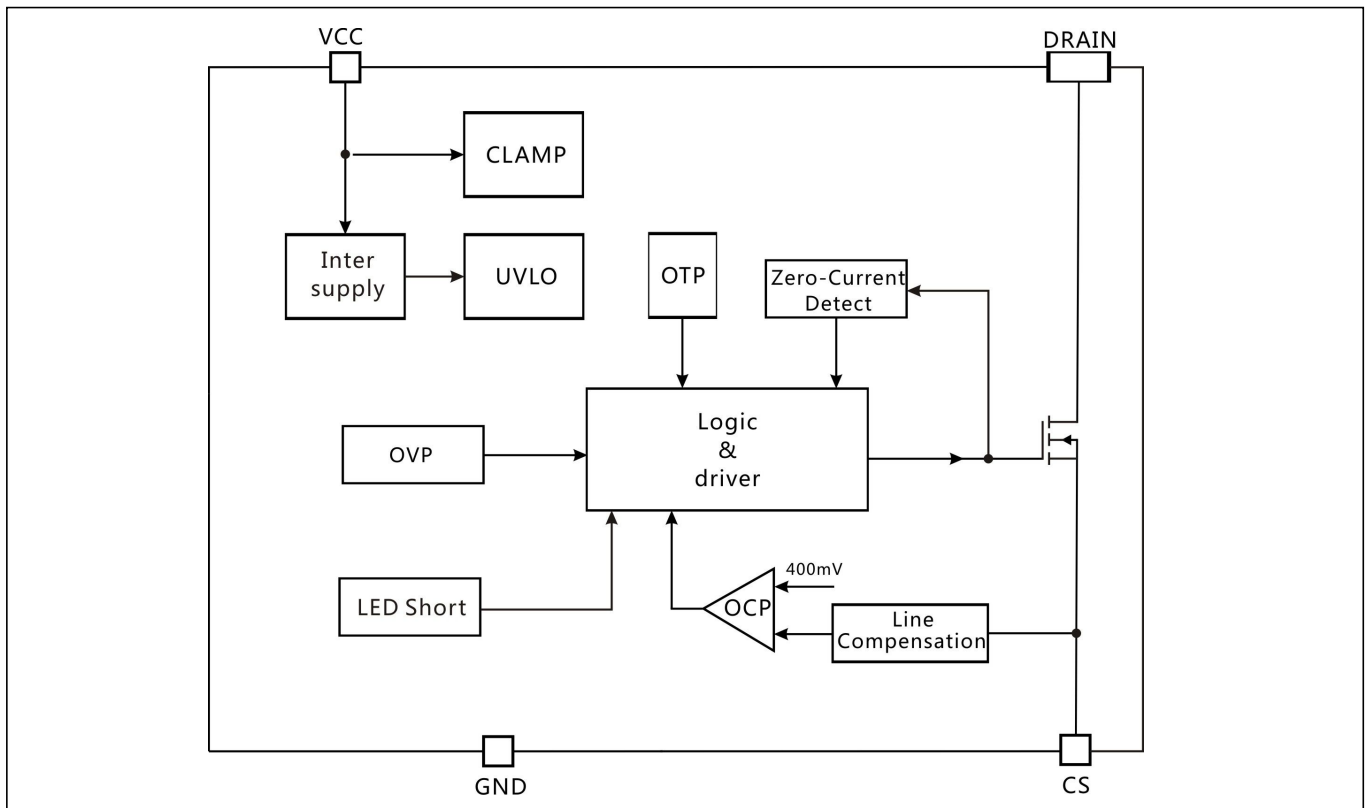 VCC
DRAIN
CLAMP
Inter
supply
UVLO
OTP
Zero-Current
Detect
Logic
&
driver
OVP
400mV
LED Short
OCP
Line
Compensation
GND
CS